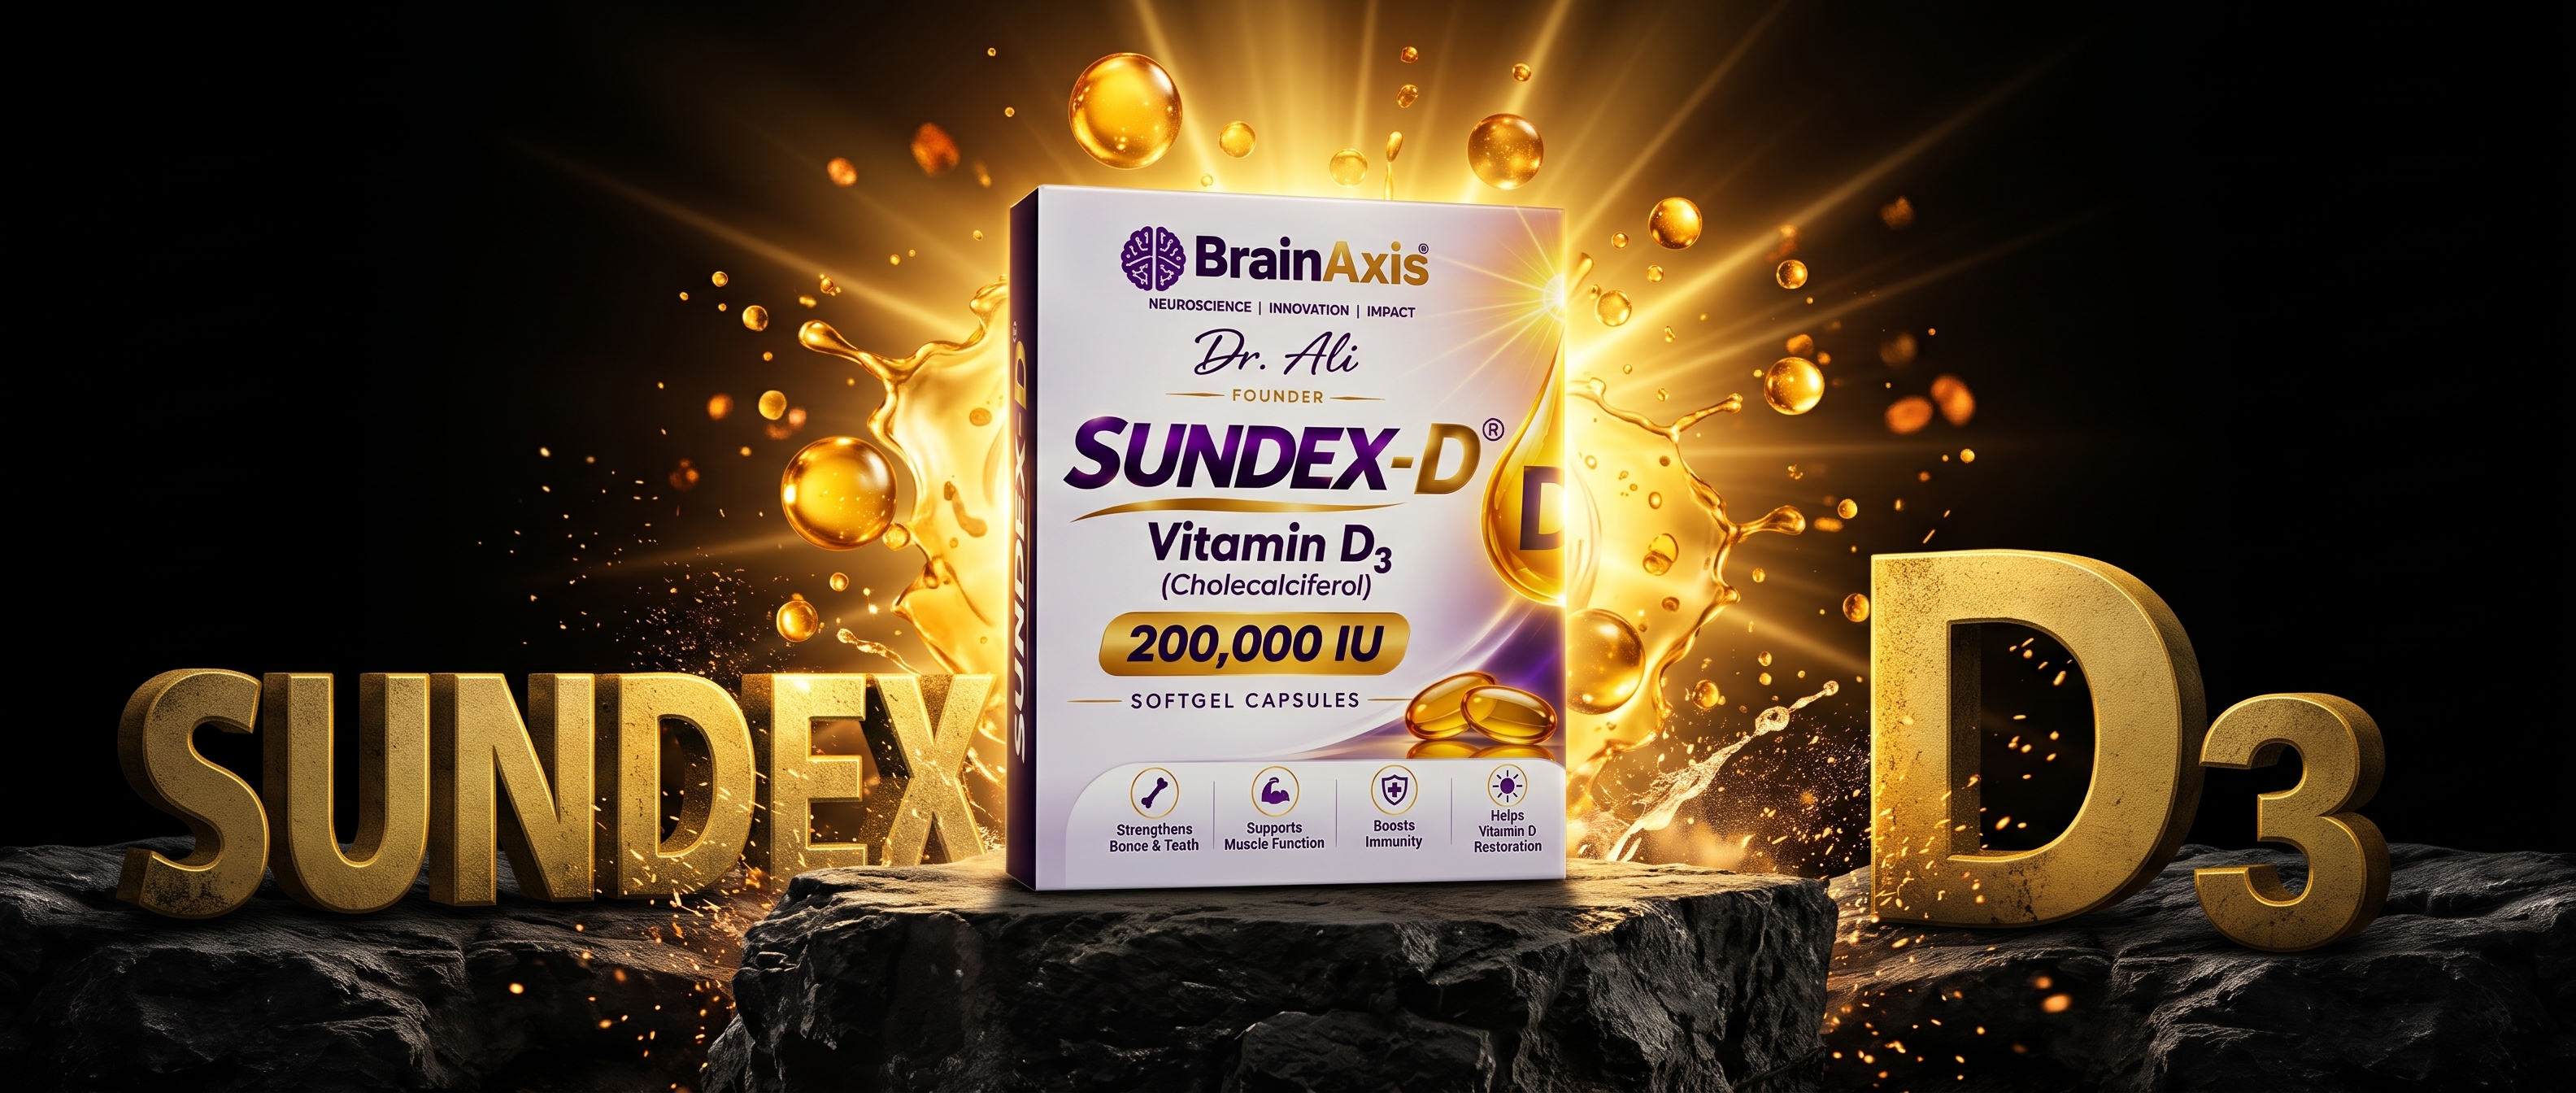 BrainAxis®
NEUROSCIENCE | INNOVATION | IMPACT
Dr. Ali
FOUNDER
SUNDEX-D®
Vitamin D3
(Cholecalciferol)
200,000 IU
SOFTGEL CAPSULES
D
Strengthens
Bonce & Teath
Supports
Muscle Function
Boosts
Immunity
Helps
Vitamin D
Restoration
SUNDEX-D®
SUNDEX
D3